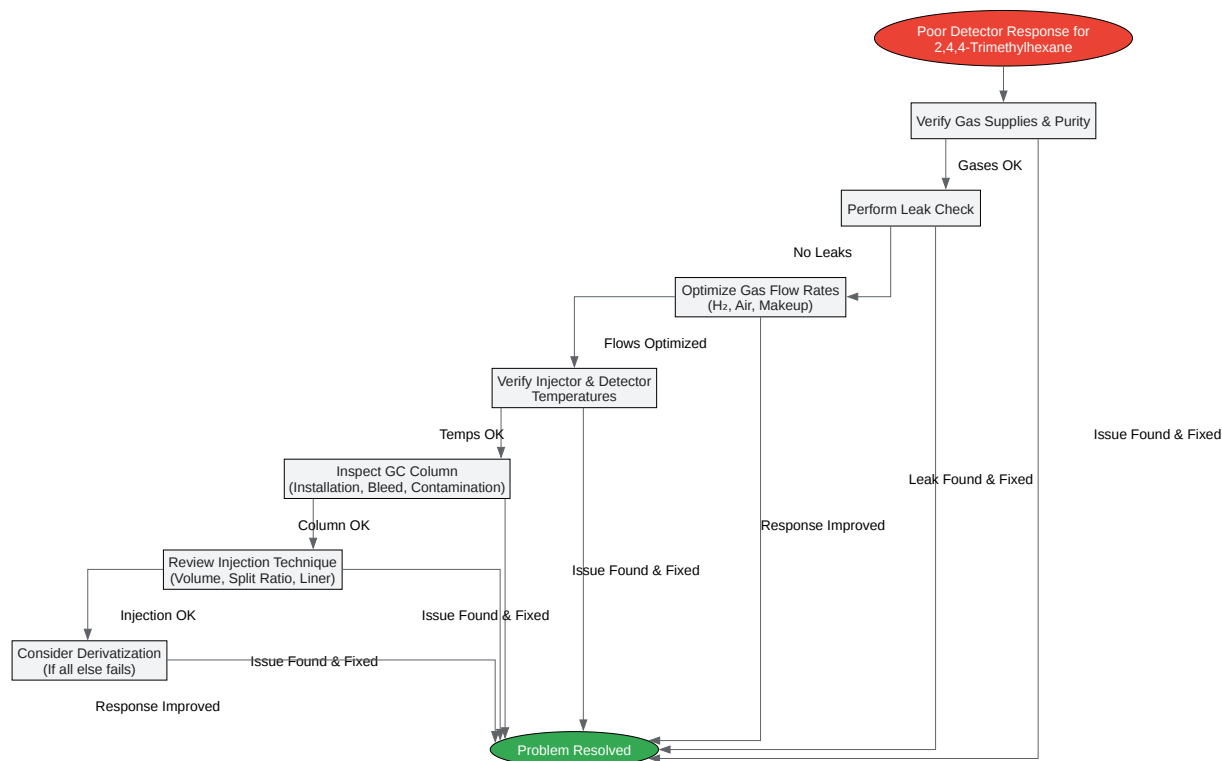 Poor Detector Response for
2,4,4-Trimethylhexane
Verify Gas Supplies & Purity
Gases OK
Perform Leak Check
No Leaks
Optimize Gas Flow Rates
(H₂, Air, Makeup)
Flows Optimized
Verify Injector & Detector
Temperatures
Temps OK
Issue Found & Fixed
Inspect GC Column
(Installation, Bleed, Contamination)
Leak Found & Fixed
Column OK
Response Improved
Review Injection Technique
(Volume, Split Ratio, Liner)
Issue Found & Fixed
Injection OK
Issue Found & Fixed
Consider Derivatization
(If all else fails)
Issue Found & Fixed
Response Improved
Problem Resolved